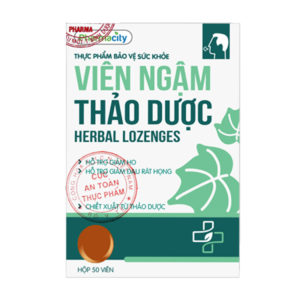 Pharmacity
THỰC PHẨM BẢO VỆ SỨC KHỎE
VIÊN NGẬM
THẢO DƯỢC
HERBAL LOZENGES
HỖ TRỢ GIẢM HO
HỖ TRỢ GIẢM ĐAU RÁT HỌNG
CỤC
AN TOÀN
THỰC PHẨM
CHIẾT XUẤT TỪ THẢO DƯỢC
HỘP 50 VIÊN